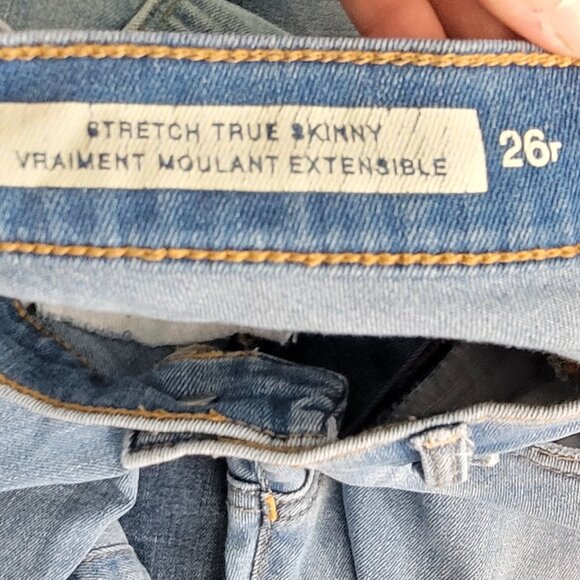 STRETCH TRUE SKINNY
VRAIMENT MOULANT EXTENSIBLE
26r